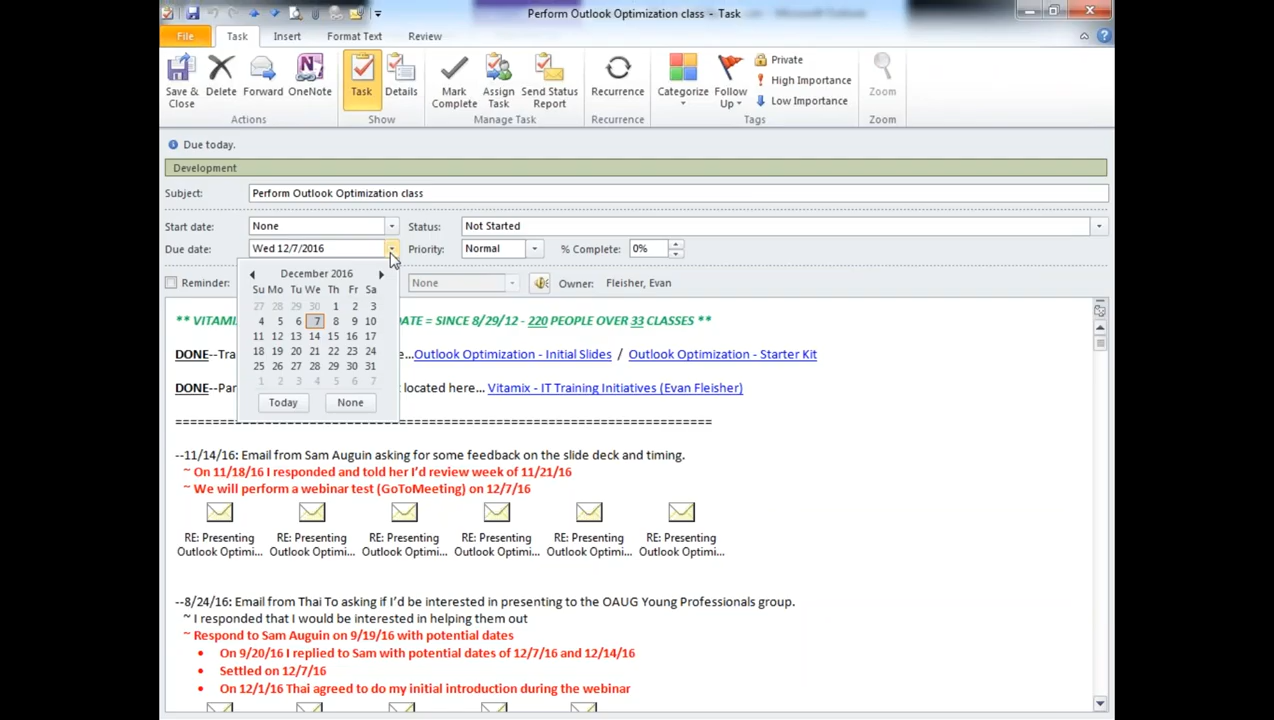 Perform Outlook Optimization class - Task
File Task Insert Format Text Review
Save & Close Delete Forward OneNote Task Details Mark Complete Assign Task Send Status Report Recurrence Categorize Follow Up Private Zoom
High Importance
Low Importance
Actions Show Manage Task Recurrence Tags Zoom
Due today.
Development
Subject: Perform Outlook Optimization class
Start date: None Status: Not Started
Due date: Wed 12/7/2016 Priority: Normal % Complete: 0%
December 2016
Reminder: None Owner: Fleisher, Evan
Su Mo Tu We Th Fr Sa
27 28 29 30 1 2 3
4 5 6 7 8 9 10
11 12 13 14 15 16 17
18 19 20 21 22 23 24
25 26 27 28 29 30 31
1 2 3 4 5 6 7
Today None
** VITAM DATE = SINCE 8/29/12 - 220 PEOPLE OVER 33 CLASSES **
DONE--Tra e...Outlook Optimization - Initial Slides / Outlook Optimization - Starter Kit
DONE--Par t located here... Vitamix - IT Training Initiatives (Evan Fleisher)
=================================================================
--11/14/16: Email from Sam Auguin asking for some feedback on the slide deck and timing.
~ On 11/18/16 I responded and told her I'd review week of 11/21/16
~ We will perform a webinar test (GoToMeeting) on 12/7/16
RE: Presenting Outlook Optimi... RE: Presenting Outlook Optimi... RE: Presenting Outlook Optimi... RE: Presenting Outlook Optimi... RE: Presenting Outlook Optimi... RE: Presenting Outlook Optimi...
--8/24/16: Email from Thai To asking if I'd be interested in presenting to the OAUG Young Professionals group.
~ I responded that I would be interested in helping them out
~ Respond to Sam Auguin on 9/19/16 with potential dates
• On 9/20/16 I replied to Sam with potential dates of 12/7/16 and 12/14/16
• Settled on 12/7/16
• On 12/1/16 Thai agreed to do my initial introduction during the webinar